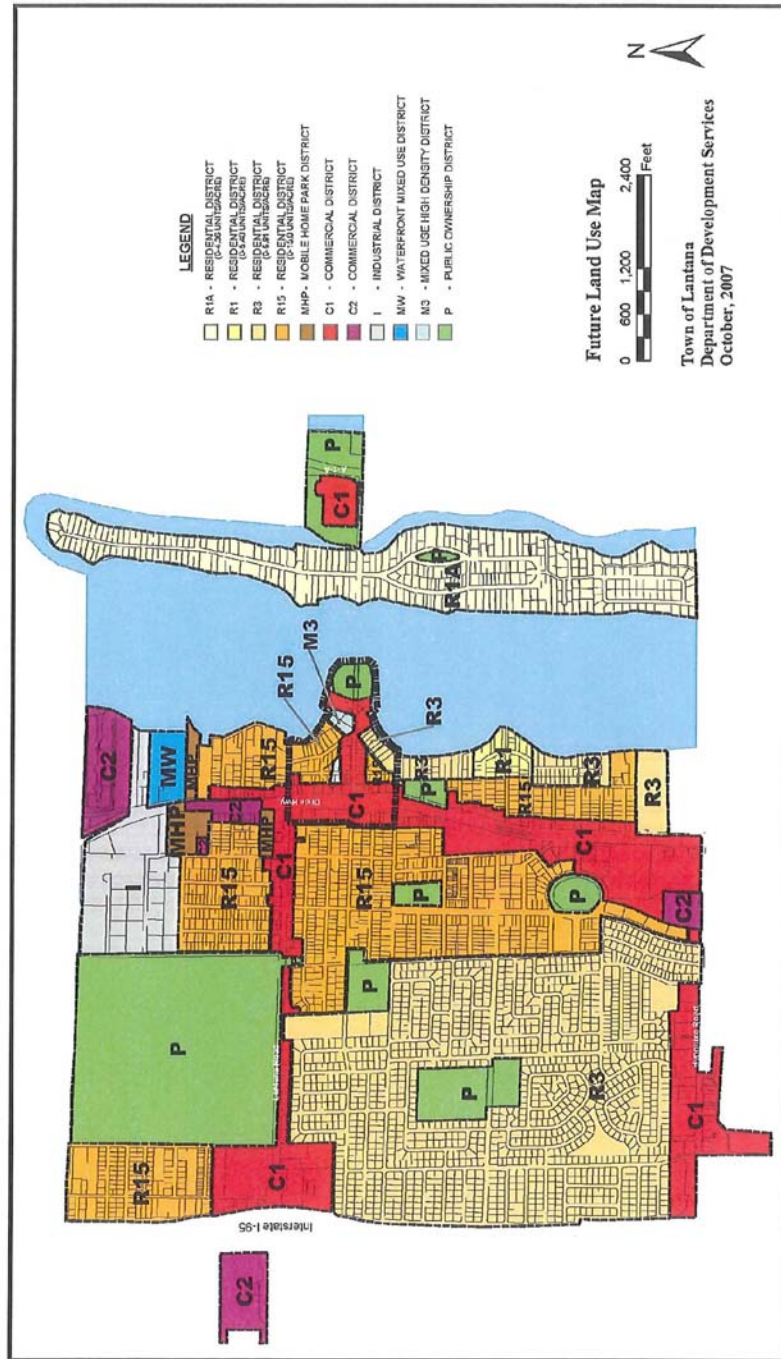 LEGEND
R1A - RESIDENTIAL DISTRICT
R1 - RESIDENTIAL DISTRICT
R3 - RESIDENTIAL DISTRICT
R15 - RESIDENTIAL DISTRICT
MHP - MOBILE HOME PARK DISTRICT
C1 - COMMERCIAL DISTRICT
C2 - COMMERCIAL DISTRICT
I - INDUSTRIAL DISTRICT
MW - WATERFRONT MIXED USE DISTRICT
M3 - MIXED USE HIGH DENSITY DISTRICT
P - PUBLIC OWNERSHIP DISTRICT
Future Land Use Map
0 600 1,200 2,400
Feet
N
Town of Lantana
Department of Development Services
October, 2007
C2
R15
P
I
C2
MW
MHP
MHP
C2
R15
R15
C2
MHP
R15
M3
C1
C1
C1
P
C1
P
R15
P
P
R3
R3
P
R1A
P
P
R1
R15
R3
P
C1
R3
R3
C2
C1
Interstate I-95
Dixie Hwy